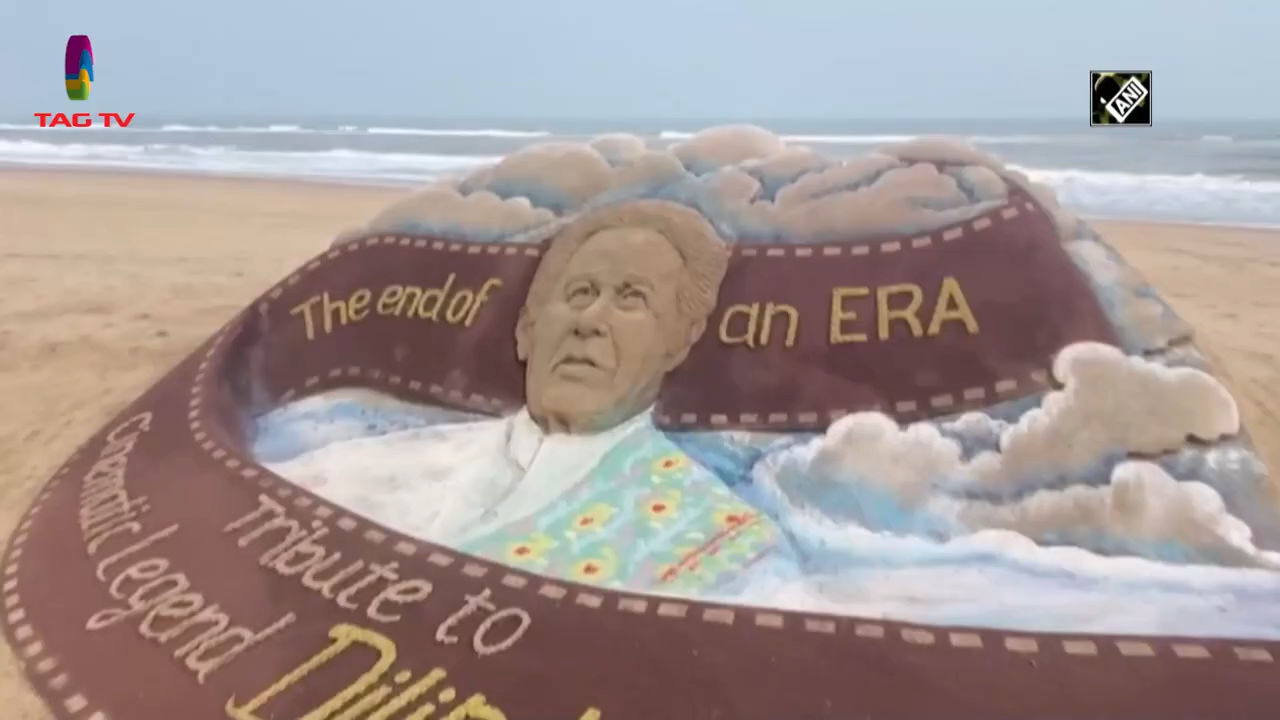 TAG TV
ANI
The end of an ERA
Tribute to
Cinematic legend